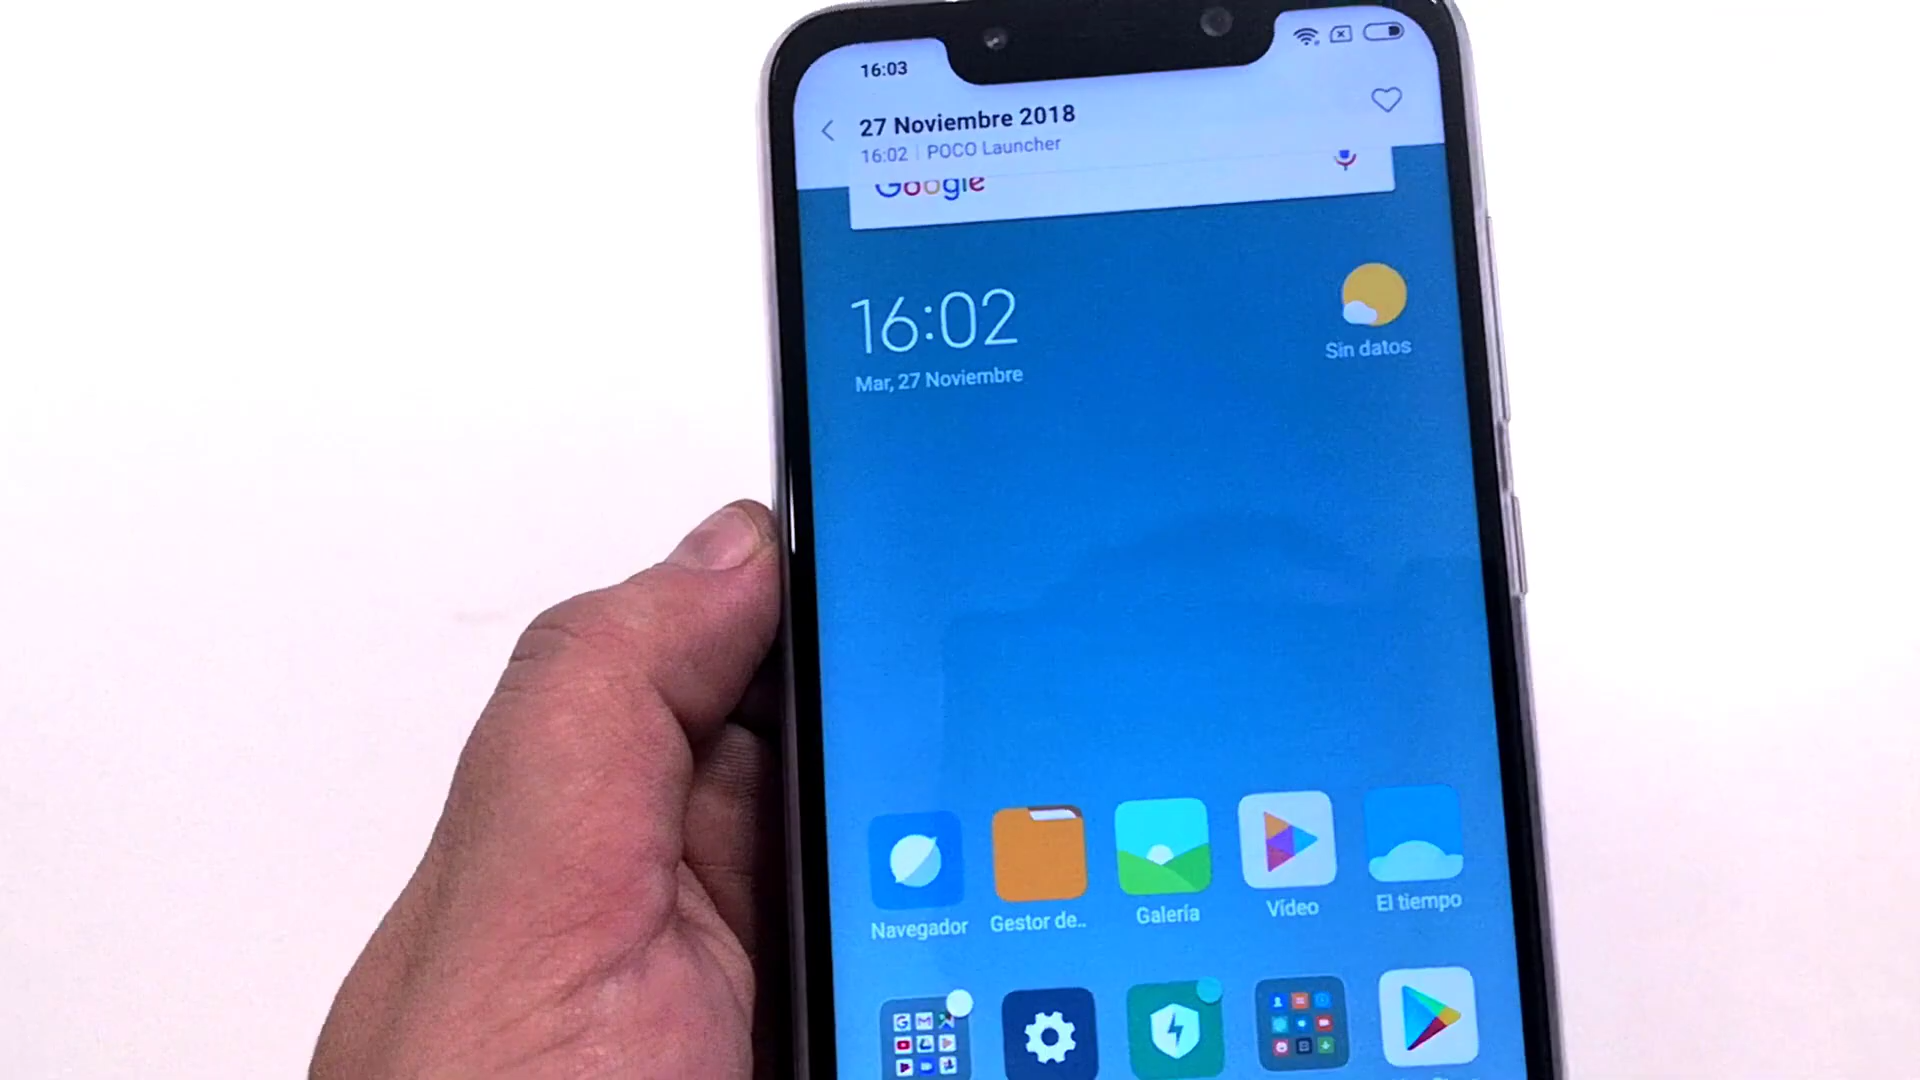 16:03
27 Noviembre 2018
16:02 | POCO Launcher
Google
16:02
Mar, 27 Noviembre
Sin datos
Navegador
Gestor de..
Galería
Vídeo
El tiempo